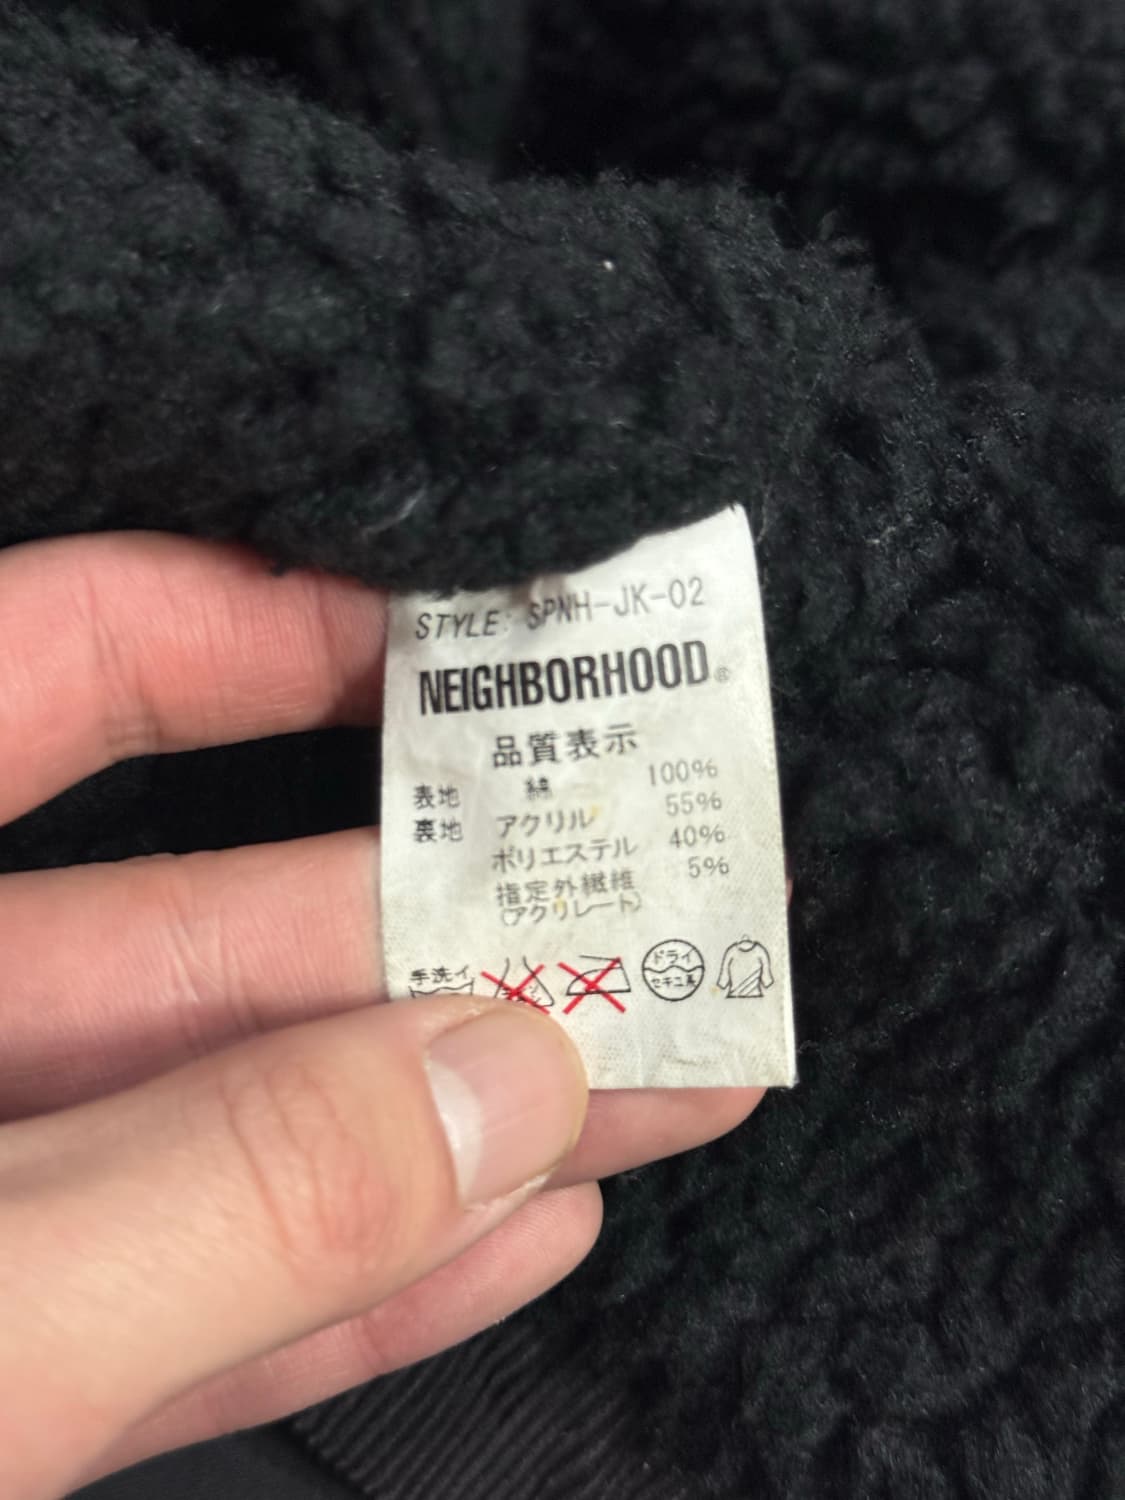 STYLE: SPNH-JK-02
NEIGHBORHOOD®
品質表示
表地 綿 100%
裏地 アクリル 55%
ポリエステル 40%
指定外繊維 5%
(アクリレート)
手洗イ
ドライ
セキユ系